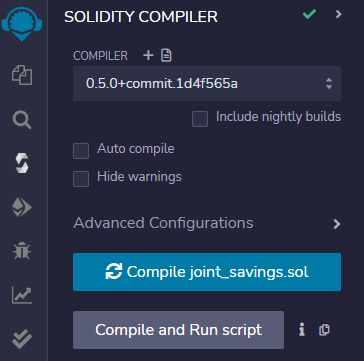 SOLIDITY COMPILER
COMPILER
0.5.0+commit.1d4f565a
Include nightly builds
Auto compile
Hide warnings
Advanced Configurations
Compile joint_savings.sol
Compile and Run script